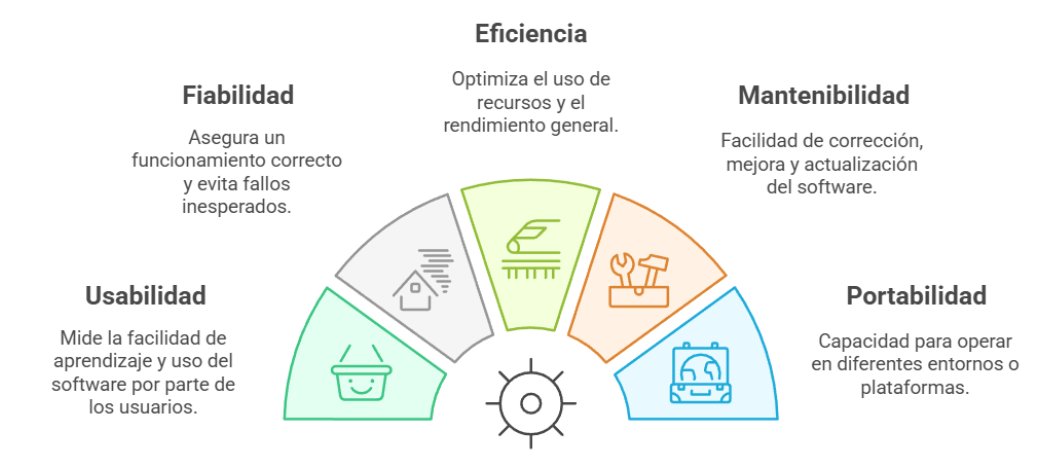 Usabilidad
Mide la facilidad de
aprendizaje y uso del
software por parte de
los usuarios.
Fiabilidad
Asegura un
funcionamiento correcto
y evita fallos
inesperados.
Eficiencia
Optimiza el uso de
recursos y el
rendimiento general.
Mantenibilidad
Facilidad de corrección,
mejora y actualización
del software.
Portabilidad
Capacidad para operar
en diferentes entornos o
plataformas.